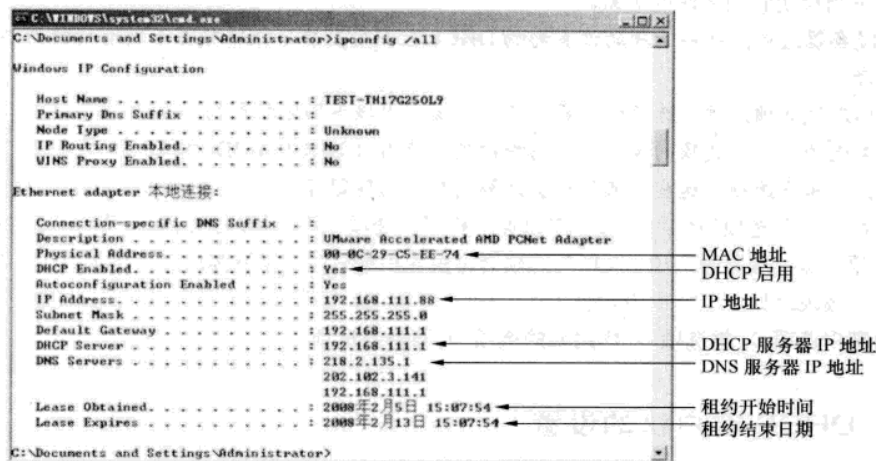 C:\WINDOWS\system32\cmd.exe
C:\Documents and Settings\Administrator>ipconfig /all
Windows IP Configuration
Host Name . . . . . . . . . . . . : TEST-TH17G25OL9
Primary Dns Suffix . . . . . . . :
Node Type . . . . . . . . . . . . : Unknown
IP Routing Enabled. . . . . . . . : No
WINS Proxy Enabled. . . . . . . . : No
Ethernet adapter 本地连接:
Connection-specific DNS Suffix . :
Description . . . . . . . . . . . : VMware Accelerated AMD PCNet Adapter
Physical Address. . . . . . . . . : 00-0C-29-C5-EE-74
MAC 地址
DHCP Enabled. . . . . . . . . . . : Yes
DHCP 启用
Autoconfiguration Enabled . . . . : Yes
IP Address. . . . . . . . . . . . : 192.168.111.88
IP 地址
Subnet Mask . . . . . . . . . . . : 255.255.255.0
Default Gateway . . . . . . . . . : 192.168.111.1
DHCP Server . . . . . . . . . . . : 192.168.111.1
DHCP 服务器 IP 地址
DNS Servers . . . . . . . . . . . : 218.2.135.1
DNS 服务器 IP 地址
202.102.3.141
192.168.111.1
Lease Obtained. . . . . . . . . . : 2008年2月5日 15:07:54
租约开始时间
Lease Expires . . . . . . . . . . : 2008年2月13日 15:07:54
租约结束日期
C:\Documents and Settings\Administrator>